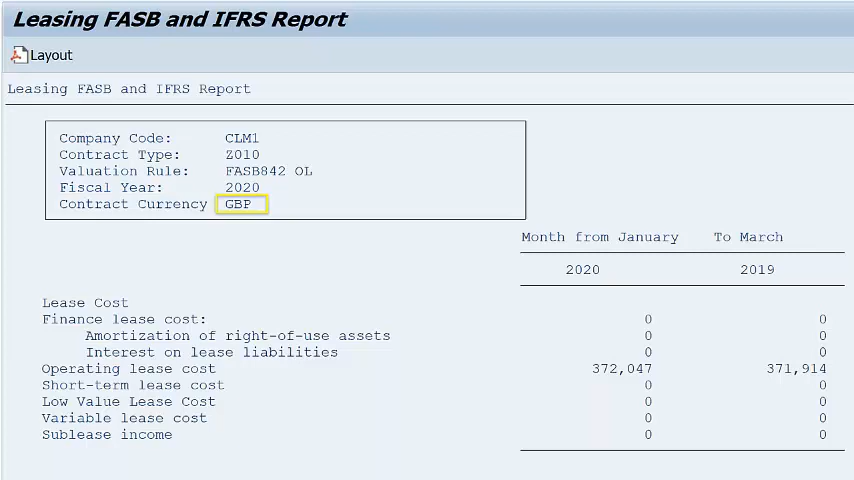 Leasing FASB and IFRS Report
Layout
Leasing FASB and IFRS Report
Company Code: CLM1
Contract Type: Z010
Valuation Rule: FASB842 OL
Fiscal Year: 2020
Contract Currency GBP
Month from January To March
2020 2019
Lease Cost
Finance lease cost: 0 0
Amortization of right-of-use assets 0 0
Interest on lease liabilities 0 0
Operating lease cost 372,047 371,914
Short-term lease cost 0 0
Low Value Lease Cost 0 0
Variable lease cost 0 0
Sublease income 0 0